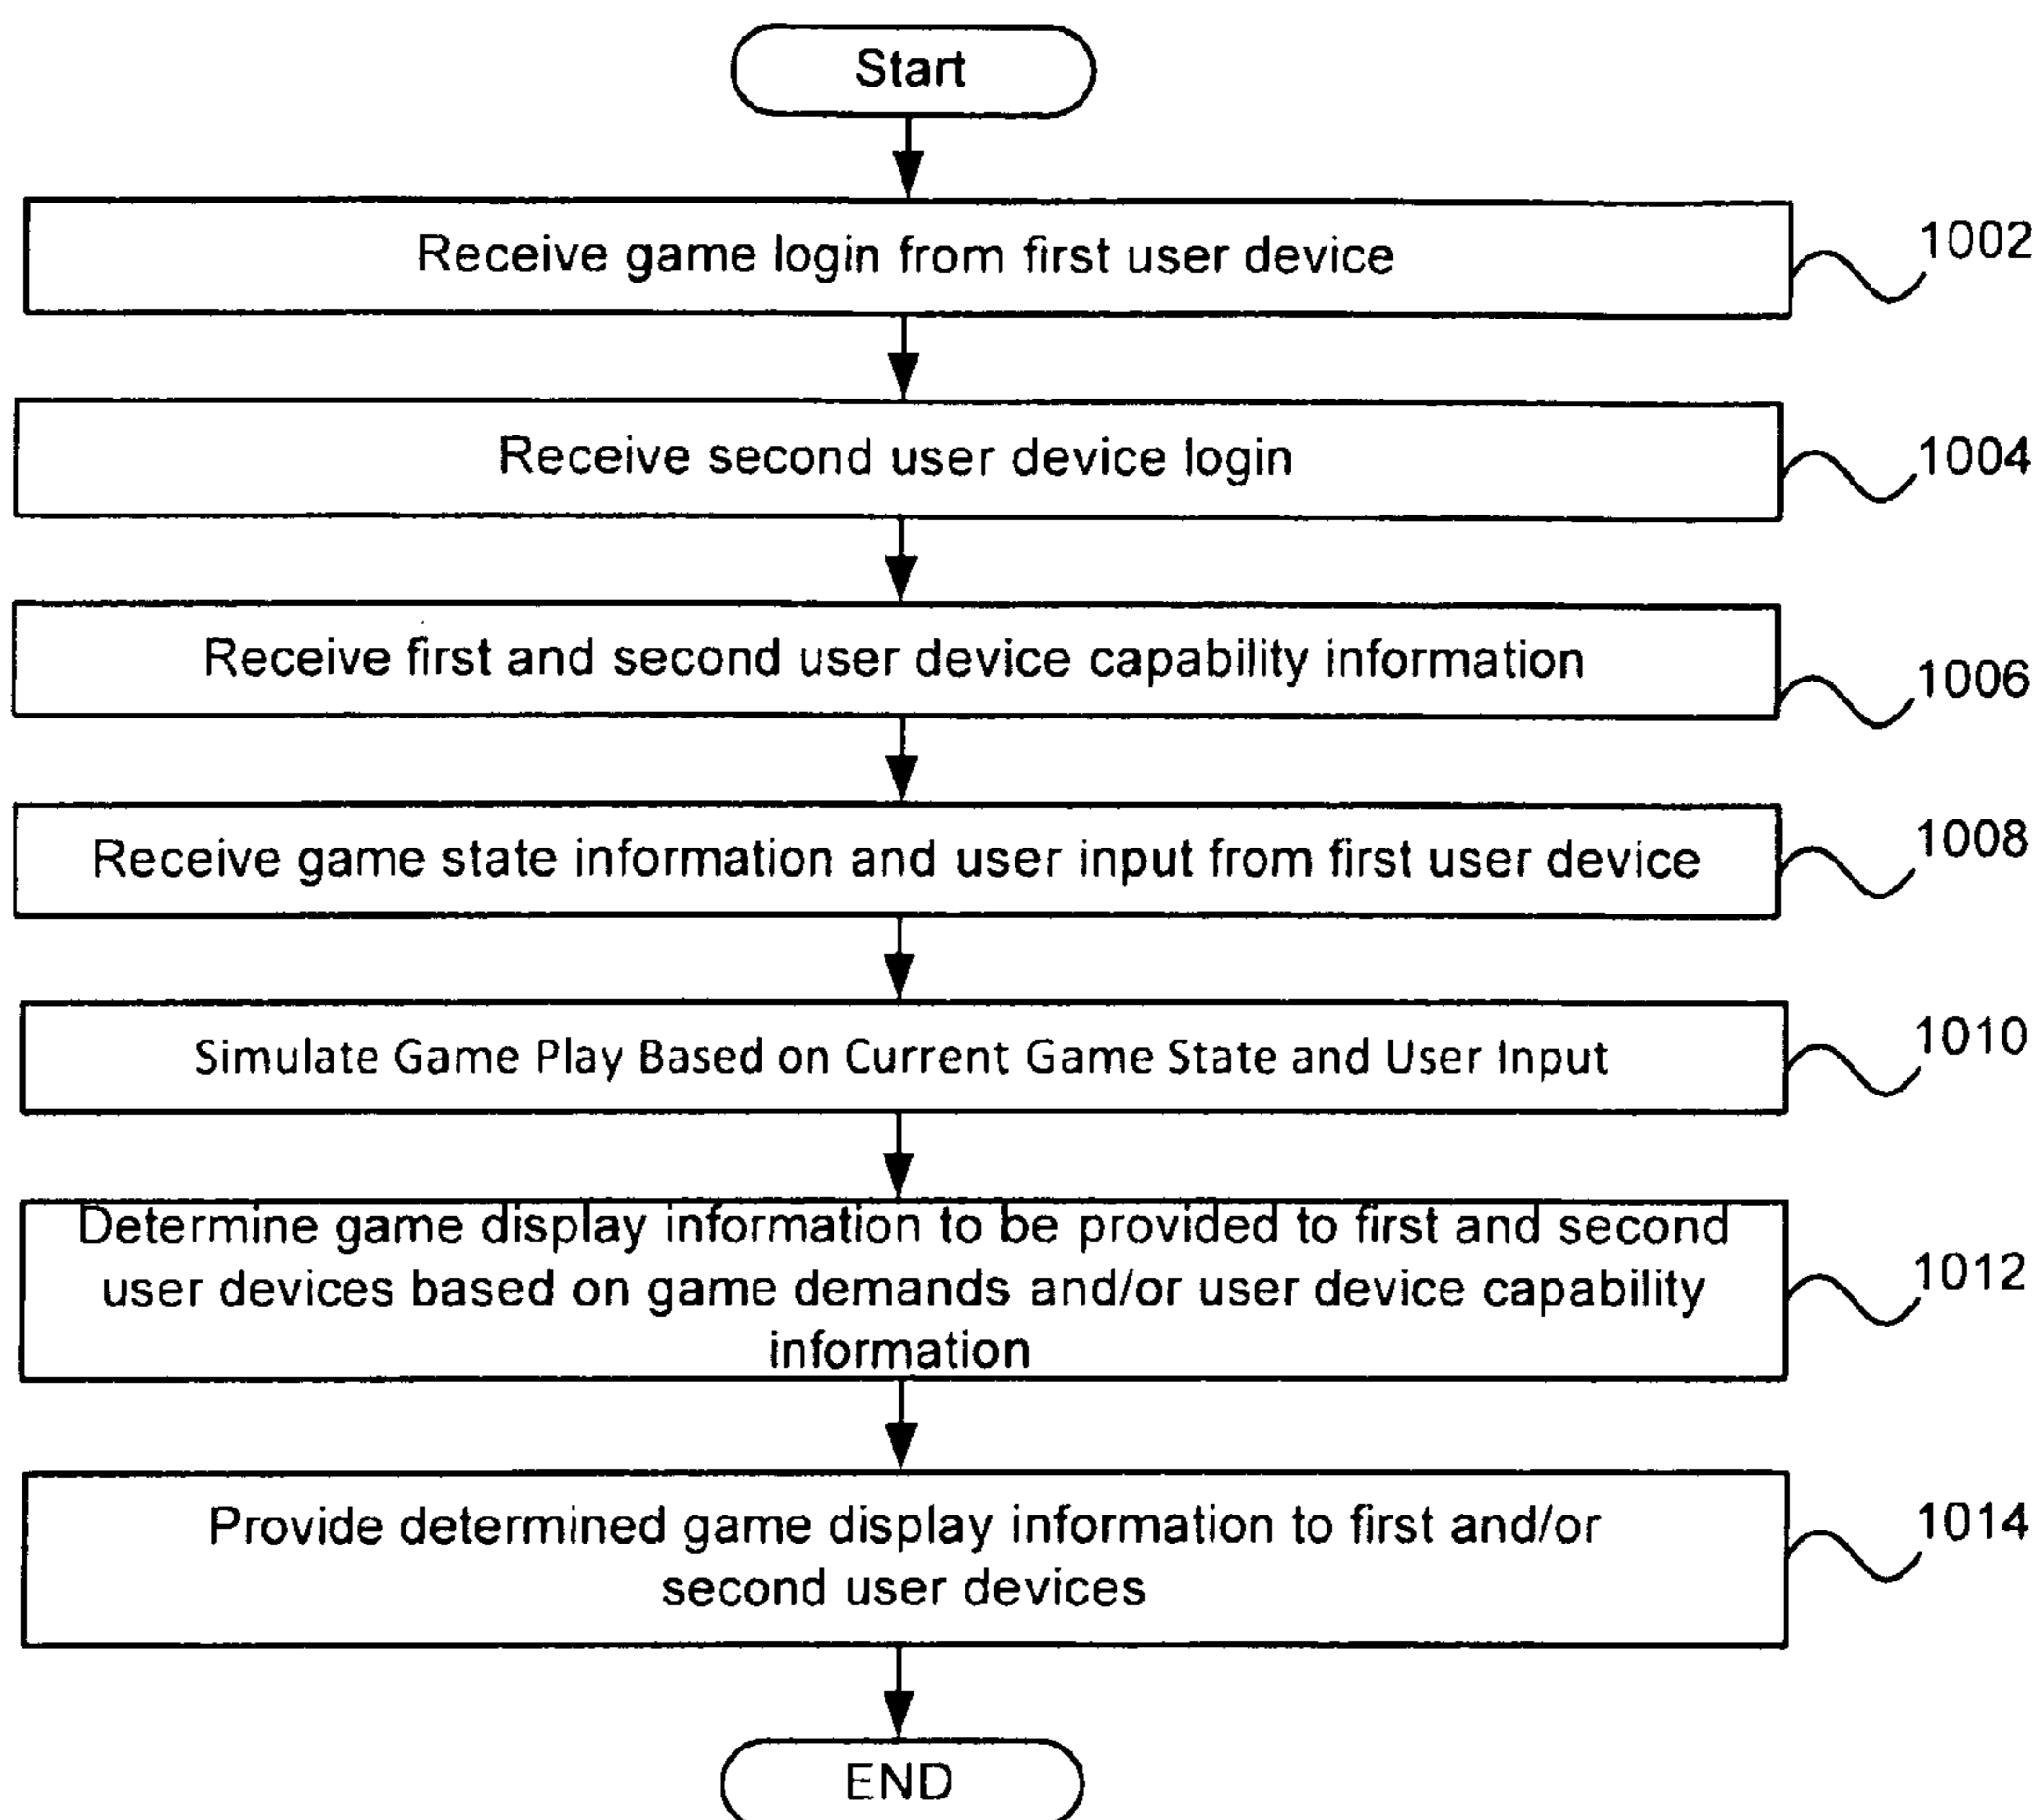 Start
Receive game login from first user device
1002
Receive second user device login
1004
Receive first and second user device capability information
1006
Receive game state information and user input from first user device
1008
Simulate Game Play Based on Current Game State and User Input
1010
Determine game display information to be provided to first and second
user devices based on game demands and/or user device capability
information
1012
Provide determined game display information to first and/or
second user devices
1014
END